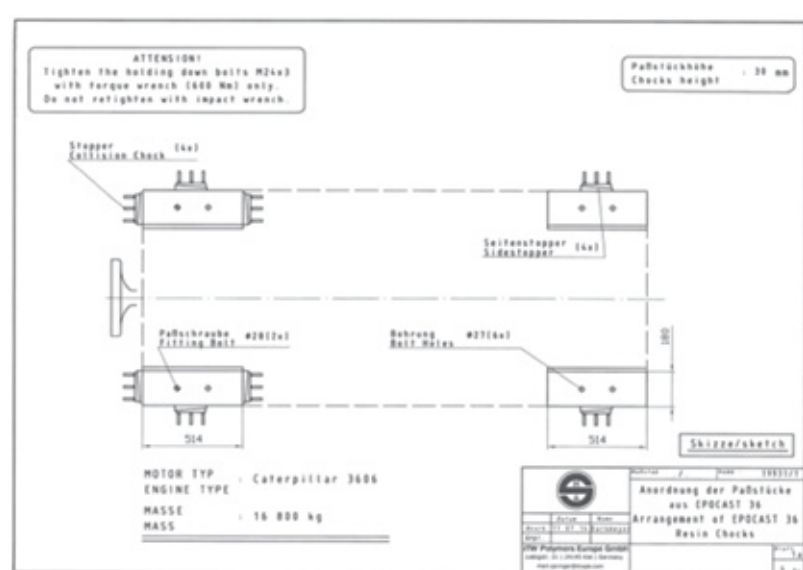 ATTENSION!
Tighten the holding down bolts M24x3
with torque wrench (600 Nm) only.
Do not retighten with impact wrench.
Paßstückhöhe
Chocks height : 30 mm
Stopper (4x)
Collision Chock
Seitenstopper (4x)
Sidestopper
Paßschraube ø28(2x)
Fitting Bolt
Bohrung ø27(6x)
Bolt Holes
180
514
514
Skizze/sketch
MOTOR TYP : Caterpillar 3606
ENGINE TYPE
MASSE : 16 800 kg
MASS
Anordnung der Paßstücke
aus EPOCAST 36
Arrangement of EPOCAST 36
Resin Chocks
Datum Name
ITW Polymers Europe GmbH